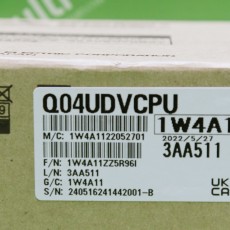 Q04UDVCPU
1W4A1
M/C: 1W4A1122052701
2022/5/27
3AA511
F/N: 1W4A11ZZ5R96I
L/N: 3AA511
G/C: 1W4A11
S/N: 240516241442001-B
UK
CA